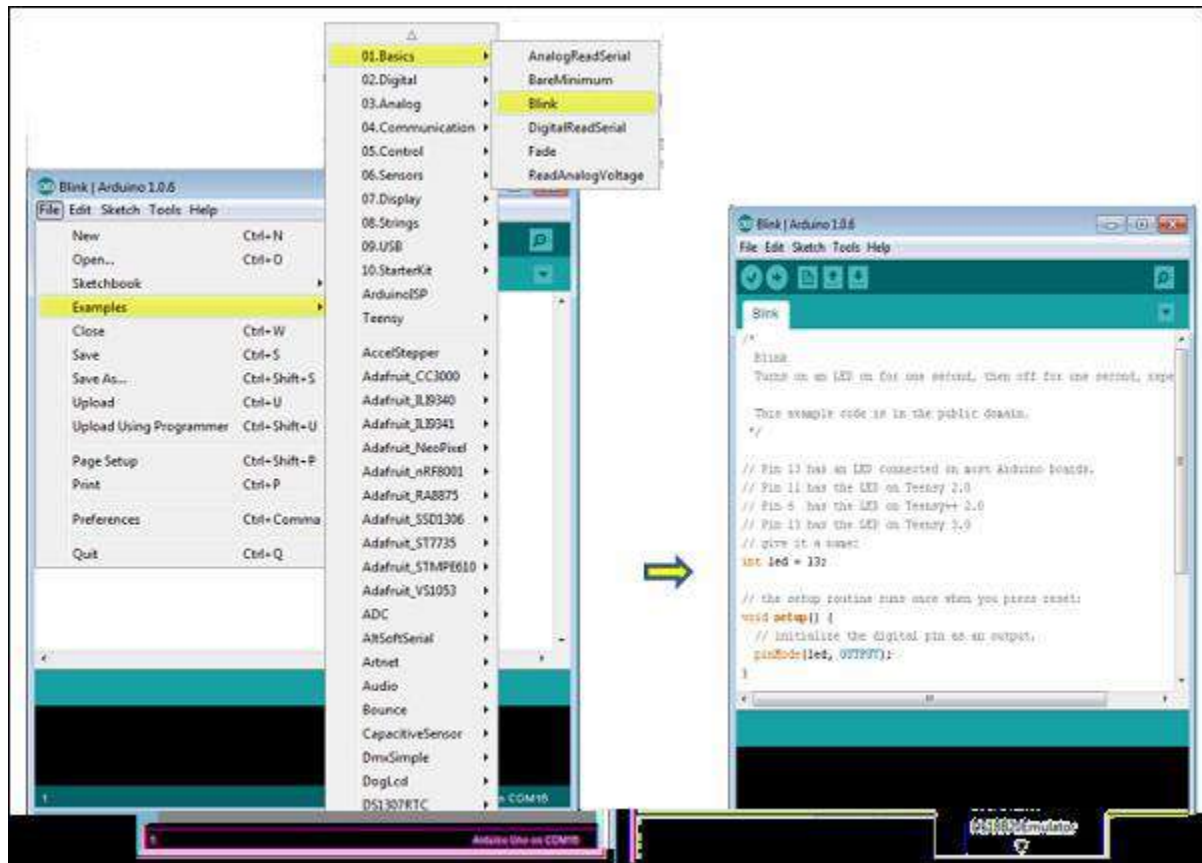 Blink | Arduino 1.0.6
File Edit Sketch Tools Help
New Ctrl+N
Open... Ctrl+O
Sketchbook
Examples
Close Ctrl+W
Save Ctrl+S
Save As... Ctrl+Shift+S
Upload Ctrl+U
Upload Using Programmer Ctrl+Shift+U
Page Setup Ctrl+Shift+P
Print Ctrl+P
Preferences Ctrl+Comma
Quit Ctrl+Q
01.Basics
02.Digital
03.Analog
04.Communication
05.Control
06.Sensors
07.Display
08.Strings
09.USB
10.StarterKit
ArduinoISP
Teensy
AccelStepper
Adafruit_CC3000
Adafruit_ILI9340
Adafruit_ILI9341
Adafruit_NeoPixel
Adafruit_nRF8001
Adafruit_RA8875
Adafruit_SSD1306
Adafruit_ST7735
Adafruit_STMPE610
Adafruit_VS1053
ADC
AltSoftSerial
Artnet
Audio
Bounce
CapacitiveSensor
DmxSimple
DogLcd
DS1307RTC
AnalogReadSerial
BareMinimum
Blink
DigitalReadSerial
Fade
ReadAnalogVoltage
1
on COM16
1
Arduino Uno on COM16
Blink | Arduino 1.0.6
File Edit Sketch Tools Help
Blink
/*
Blink
Turns on an LED on for one second, then off for one second, repe
This example code is in the public domain.
*/
// Pin 13 has an LED connected on most Arduino boards.
// Pin 11 has the LED on Teensy 2.0
// Pin 6 has the LED on Teensy++ 2.0
// Pin 13 has the LED on Teensy 3.0
// give it a name:
int led = 13;
// the setup routine runs once when you press reset:
void setup() {
// initialize the digital pin as an output.
pinMode(led, OUTPUT);
}